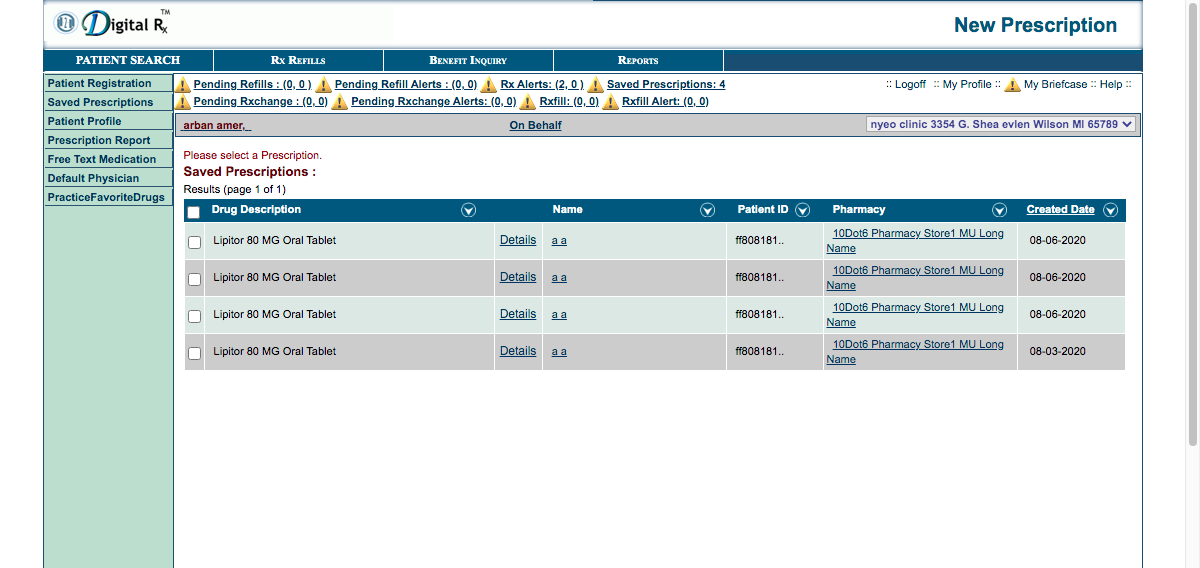 Digital Rx TM
New Prescription
PATIENT SEARCH RX REFILLS BENEFIT INQUIRY REPORTS
Patient Registration
Saved Prescriptions
Patient Profile
Prescription Report
Free Text Medication
Default Physician
PracticeFavoriteDrugs
Pending Refills : (0, 0 ) Pending Refill Alerts : (0, 0) Rx Alerts: (2, 0 ) Saved Prescriptions: 4
:: Logoff :: My Profile :: My Briefcase :: Help ::
Pending Rxchange : (0, 0) Pending Rxchange Alerts: (0, 0) Rxfill: (0, 0) Rxfill Alert: (0, 0)
arban amer, On Behalf nyeo clinic 3354 G. Shea evlen Wilson MI 65789
Please select a Prescription.
Saved Prescriptions :
Results (page 1 of 1)
Drug Description Name Patient ID Pharmacy Created Date
Lipitor 80 MG Oral Tablet Details a a ff808181.. 10Dot6 Pharmacy Store1 MU Long 08-06-2020
Name
Lipitor 80 MG Oral Tablet Details a a ff808181.. 10Dot6 Pharmacy Store1 MU Long 08-06-2020
Name
Lipitor 80 MG Oral Tablet Details a a ff808181.. 10Dot6 Pharmacy Store1 MU Long 08-06-2020
Name
Lipitor 80 MG Oral Tablet Details a a ff808181.. 10Dot6 Pharmacy Store1 MU Long 08-03-2020
Name